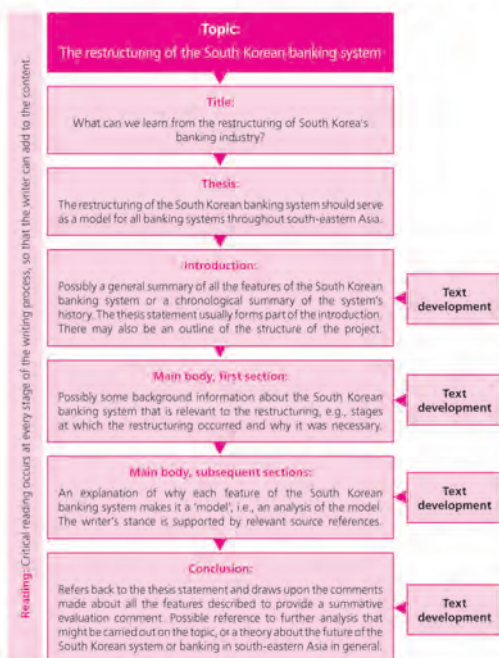 Topic:
The restructuring of the South Korean banking system
Title:
What can we learn from the restructuring of South Korea's
banking industry?
Thesis:
The restructuring of the South Korean banking system should serve
as a model for all banking systems throughout south-eastern Asia.
Introduction:
Possibly a general summary of all the features of the South Korean
banking system or a chronological summary of the system's
history. The thesis statement usually forms part of the introduction.
There may also be an outline of the structure of the project.
Text
development
Main body, first section:
Possibly some background information about the South Korean
banking system that is relevant to the restructuring, e.g., stages
at which the restructuring occurred and why it was necessary.
Text
development
Main body, subsequent sections:
An explanation of why each feature of the South Korean
banking system makes it a 'model', i.e., an analysis of the model.
The writer's stance is supported by relevant source references.
Text
development
Conclusion:
Refers back to the thesis statement and draws upon the comments
made about all the features described to provide a summative
evaluation comment. Possible reference to further analysis that
might be carried out on the topic, or a theory about the future of the
South Korean system or banking in south-eastern Asia in general.
Text
development
Reading: Critical reading occurs at every stage of the writing process, so that the writer can add to the content.